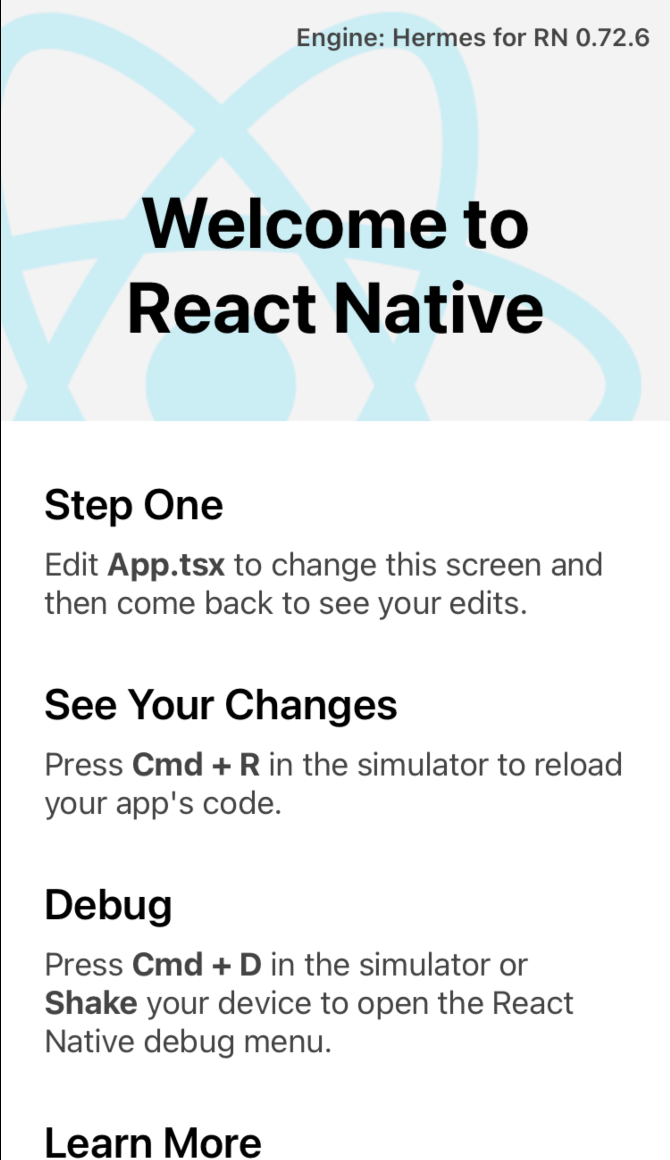 Engine: Hermes for RN 0.72.6
Welcome to
React Native
Step One
Edit App.tsx to change this screen and
then come back to see your edits.
See Your Changes
Press Cmd + R in the simulator to reload
your app's code.
Debug
Press Cmd + D in the simulator or
Shake your device to open the React
Native debug menu.
Learn More